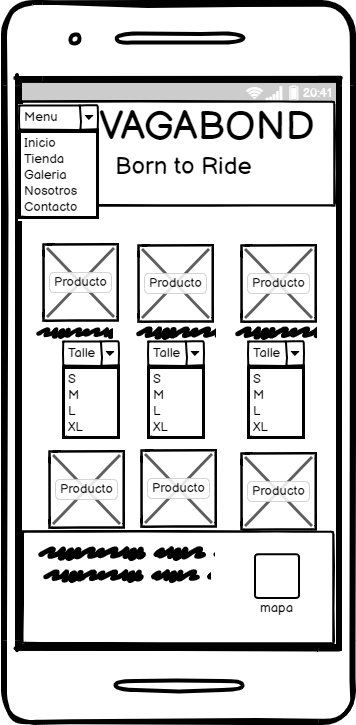 20:41
Menu
VAGABOND
Born to Ride
Inicio
Tienda
Galeria
Nosotros
Contacto
Producto Producto Producto
Talle Talle Talle
S S S
M M M
L L L
XL XL XL
Producto Producto Producto
mapa